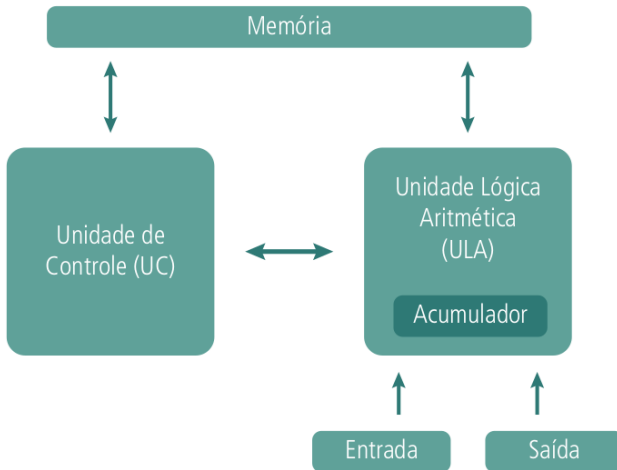 Memória
Unidade de
Controle (UC)
Unidade Lógica
Aritmética
(ULA)
Acumulador
Entrada
Saída